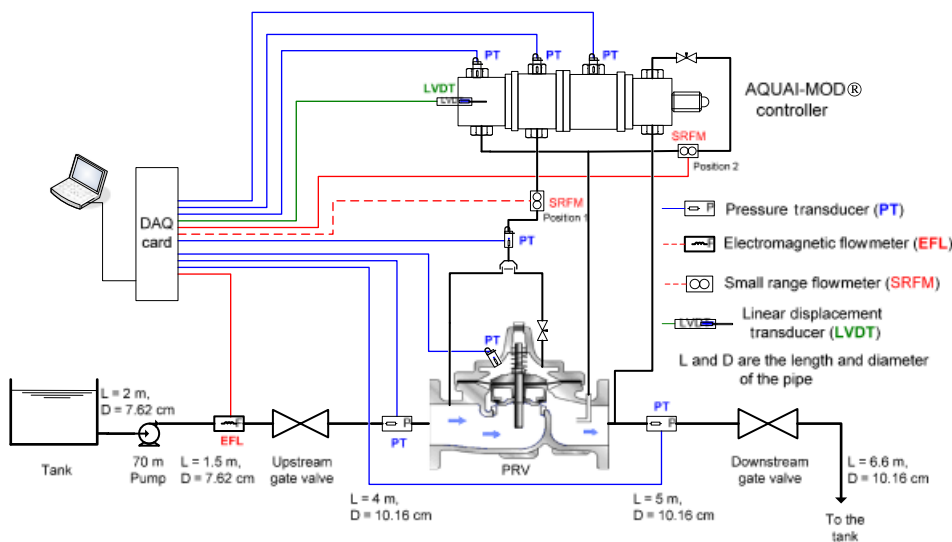 PT
PT
PT
LVDT
LVDT
AQUAI-MOD®
controller
SRFM
Position 2
SRFM
Position 1
DAQ
card
PT
P
Pressure transducer (PT)
F
Electromagnetic flowmeter (EFL)
Small range flowmeter (SRFM)
LVDT
Linear displacement
transducer (LVDT)
L and D are the length and diameter
of the pipe
PT
L = 2 m,
D = 7.62 cm
F
EFL
P
PT
PT
P
Tank
70 m
Pump
L = 1.5 m,
D = 7.62 cm
Upstream
gate valve
PRV
L = 4 m,
D = 10.16 cm
L = 5 m,
D = 10.16 cm
Downstream
gate valve
L = 6.6 m,
D = 10.16 cm
To the
tank